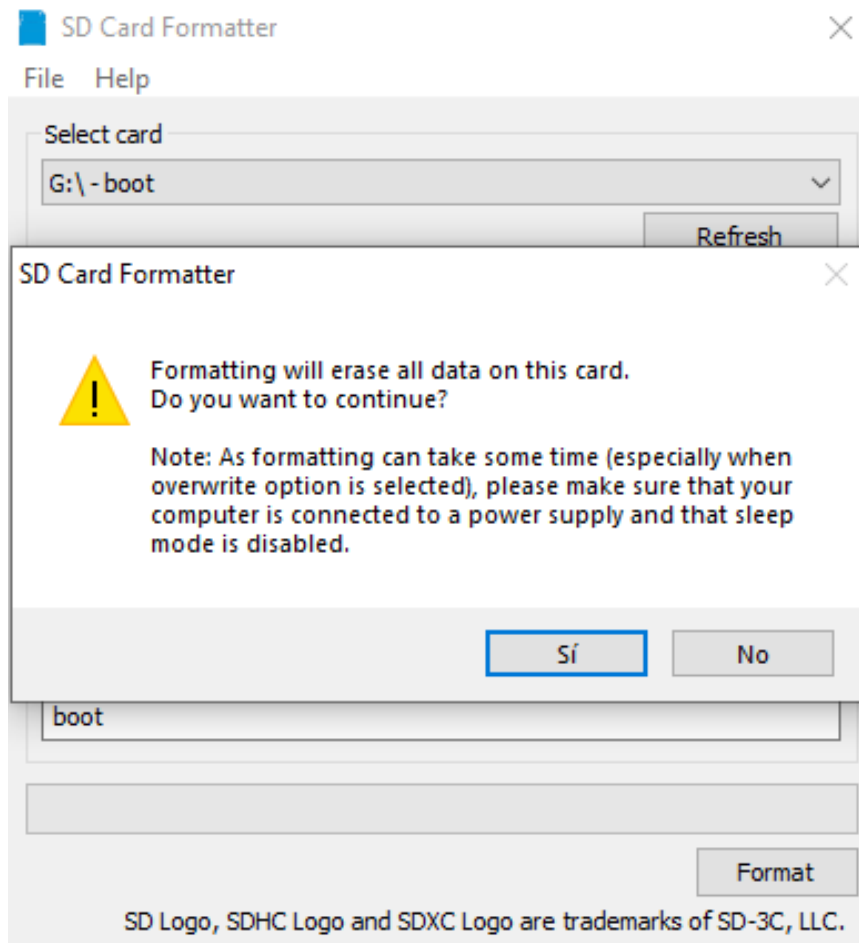 SD Card Formatter
File Help
Select card
G:\ - boot
Refresh
SD Card Formatter
Formatting will erase all data on this card.
Do you want to continue?
Note: As formatting can take some time (especially when
overwrite option is selected), please make sure that your
computer is connected to a power supply and that sleep
mode is disabled.
Sí No
boot
Format
SD Logo, SDHC Logo and SDXC Logo are trademarks of SD-3C, LLC.